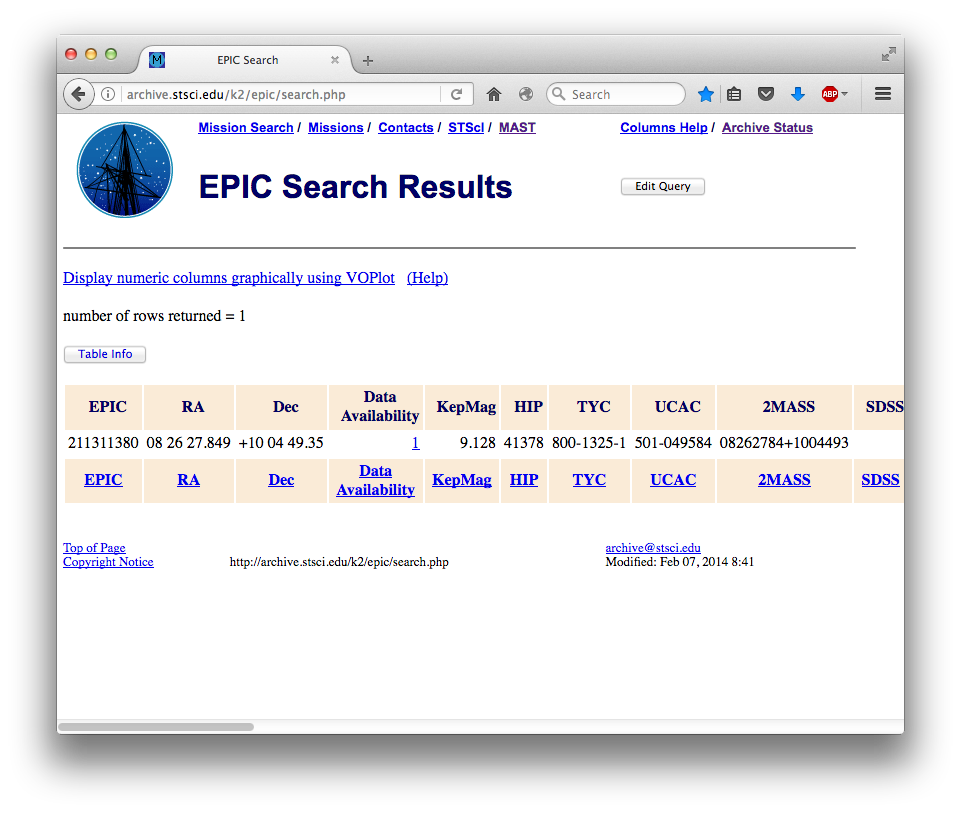 EPIC Search
archive.stsci.edu/k2/epic/search.php
Search
ABP
M
Mission Search / Missions / Contacts / STScI / MAST
Columns Help / Archive Status
EPIC Search Results
Edit Query
Display numeric columns graphically using VOPlot (Help)
number of rows returned = 1
Table Info
EPIC RA Dec Data Availability KepMag HIP TYC UCAC 2MASS SDSS
211311380 08 26 27.849 +10 04 49.35 1 9.128 41378 800-1325-1 501-049584 08262784+1004493
EPIC RA Dec Data Availability KepMag HIP TYC UCAC 2MASS SDSS
Top of Page
archive@stsci.edu
Copyright Notice http://archive.stsci.edu/k2/epic/search.php Modified: Feb 07, 2014 8:41